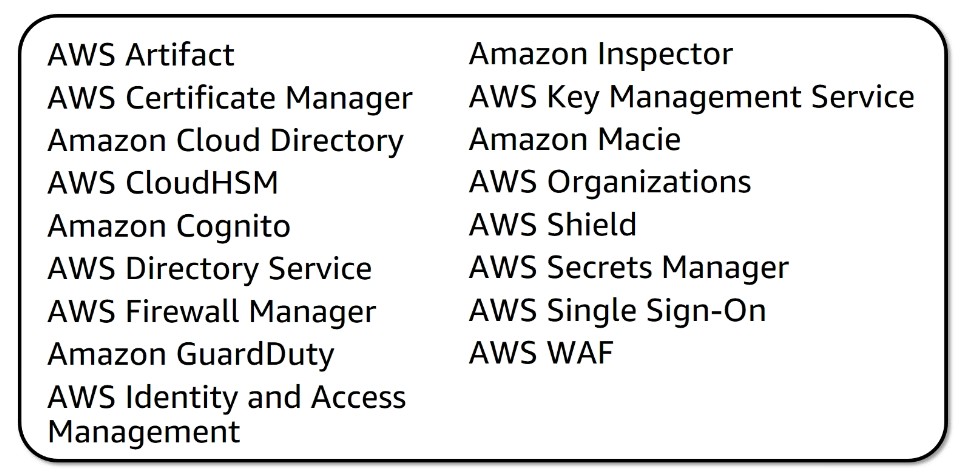 AWS Artifact
AWS Certificate Manager
Amazon Cloud Directory
AWS CloudHSM
Amazon Cognito
AWS Directory Service
AWS Firewall Manager
Amazon GuardDuty
AWS Identity and Access
Management
Amazon Inspector
AWS Key Management Service
Amazon Macie
AWS Organizations
AWS Shield
AWS Secrets Manager
AWS Single Sign-On
AWS WAF